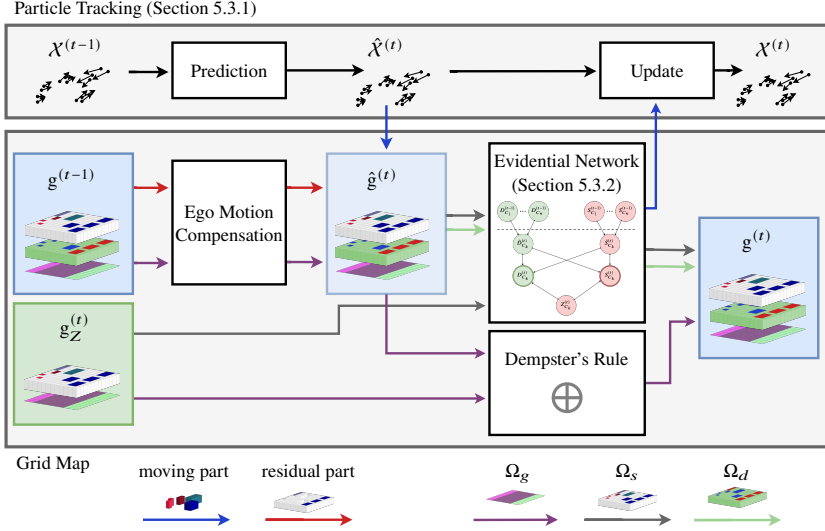 Particle Tracking (Section 5.3.1)
X^(t−1)
Prediction
X̂^(t)
Update
X^(t)
g^(t−1)
Ego Motion
Compensation
ĝ^(t)
Evidential Network
(Section 5.3.2)
g^(t)
g_Z^(t)
Dempster's Rule
Grid Map
moving part
residual part
Ω_g
Ω_s
Ω_d